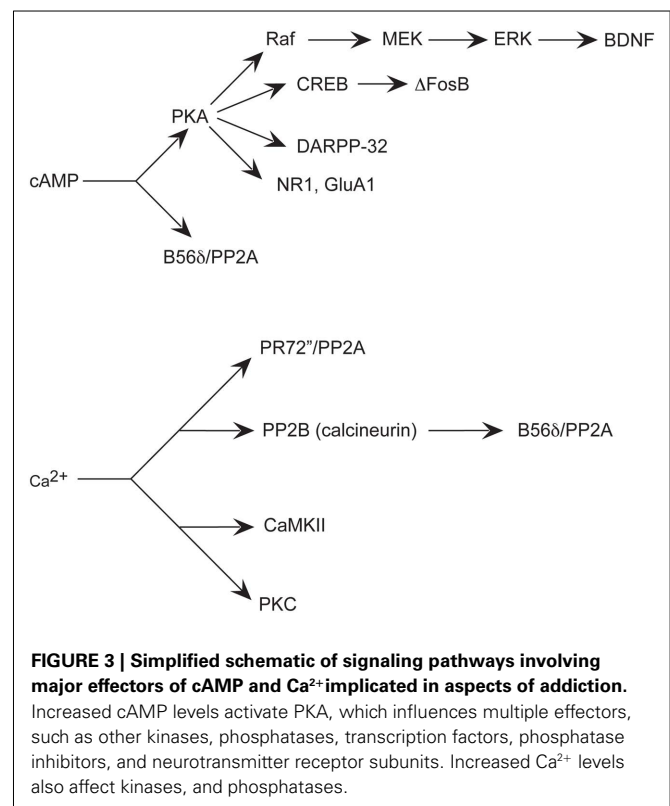 Raf MEK ERK BDNF
CREB ΔFosB
PKA
DARPP-32
cAMP
NR1, GluA1
B56δ/PP2A
PR72"/PP2A
PP2B (calcineurin) B56δ/PP2A
Ca²⁺
CaMKII
PKC
FIGURE 3 | Simplified schematic of signaling pathways involving
major effectors of cAMP and Ca²⁺implicated in aspects of addiction.
Increased cAMP levels activate PKA, which influences multiple effectors,
such as other kinases, phosphatases, transcription factors, phosphatase
inhibitors, and neurotransmitter receptor subunits. Increased Ca²⁺ levels
also affect kinases, and phosphatases.